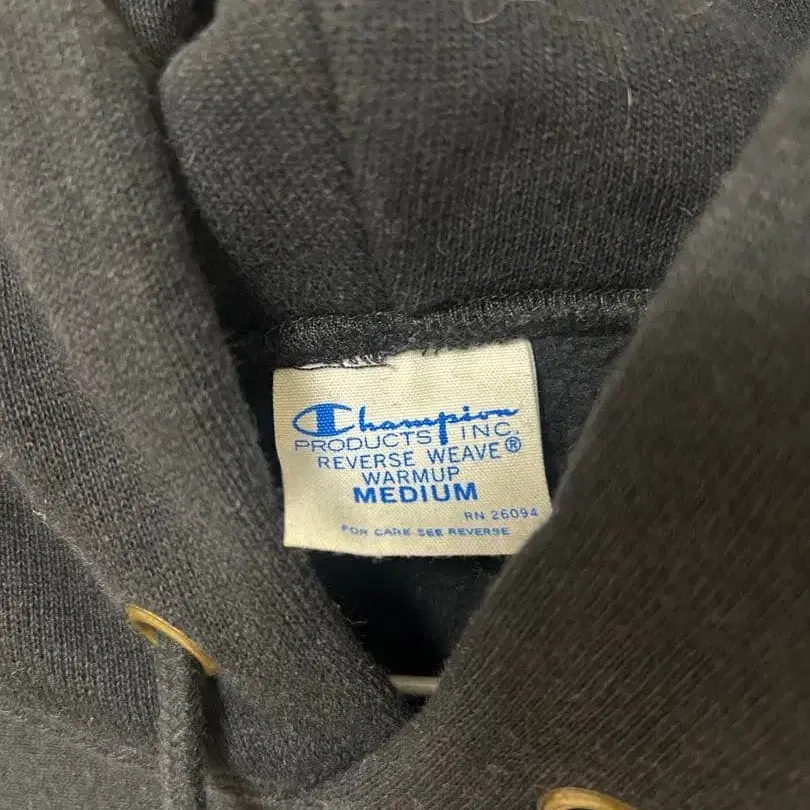 Champion
PRODUCTS INC.
REVERSE WEAVE®
WARMUP
MEDIUM
RN 26094
FOR CARE SEE REVERSE